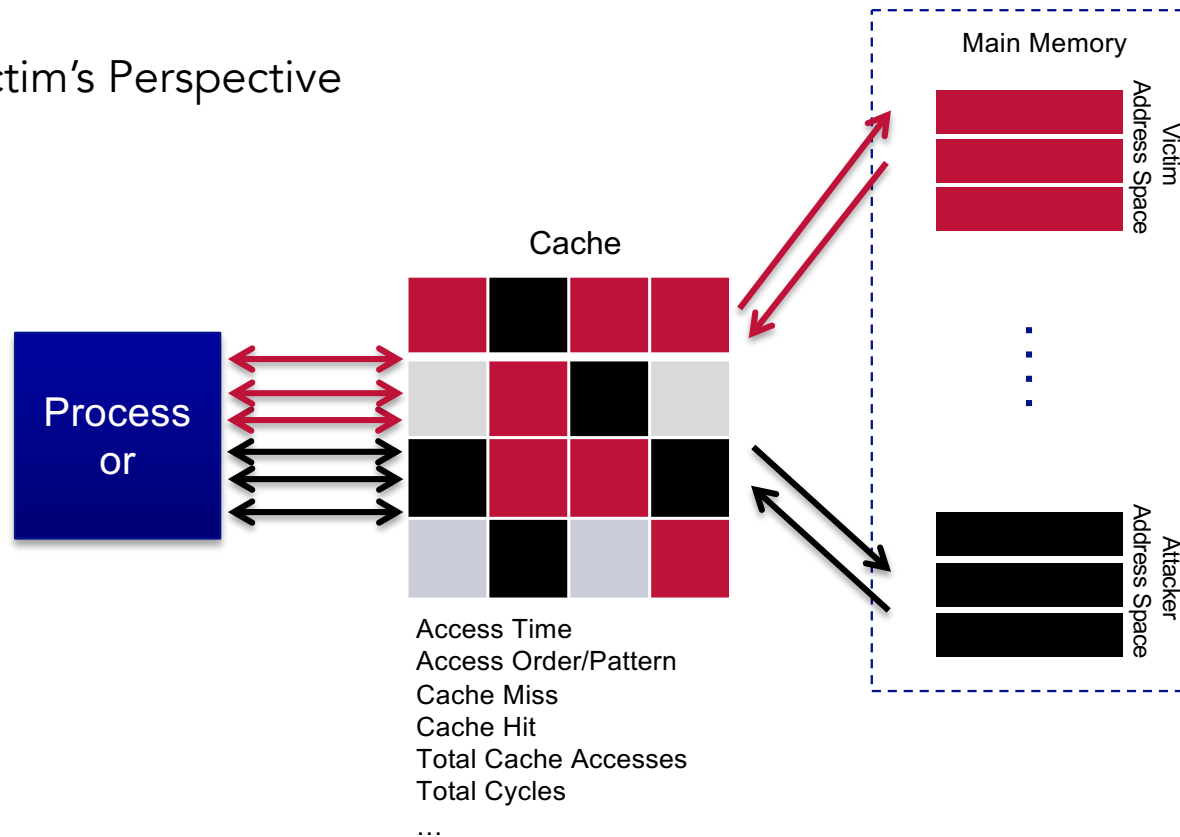 ctim’s Perspective
Main Memory
Victim
Address Space
Cache
Process
or
Attacker
Address Space
Access Time
Access Order/Pattern
Cache Miss
Cache Hit
Total Cache Accesses
Total Cycles
...